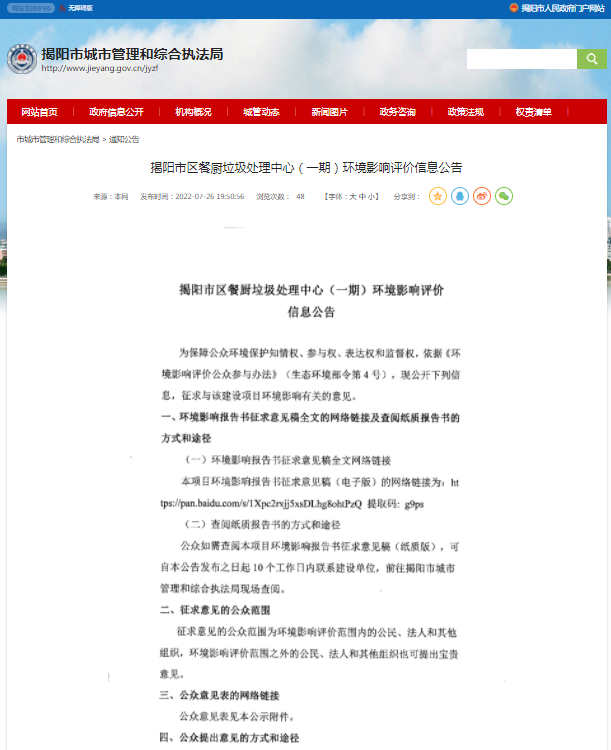 网站支持IPV6 无障碍版 揭阳市人民政府门户网站
揭阳市城市管理和综合执法局
http://www.jieyang.gov.cn/jyzf
网站首页 政府信息公开 机构概况 城管动态 新闻图片 政务咨询 政策法规 权责清单
市城市管理和综合执法局 > 通知公告
揭阳市区餐厨垃圾处理中心（一期）环境影响评价信息公告
来源：本网 发布时间：2022-07-26 19:50:56 浏览次数： 48 【字体：大 中 小】 分享到：
揭阳市区餐厨垃圾处理中心（一期）环境影响评价
信息公告
为保障公众环境保护知情权、参与权、表达权和监督权，依据《环
境影响评价公众参与办法》（生态环境部令第 4 号），现公开下列信
息，征求与该建设项目环境影响有关的意见。
一、环境影响报告书征求意见稿全文的网络链接及查阅纸质报告书的
方式和途径
（一）环境影响报告书征求意见稿全文网络链接
本项目环境影响报告书征求意见稿（电子版）的网络链接为：ht
tps://pan.baidu.com/s/1Xpc2rxjj5xsDLhg8ohtPzQ 提取码：g9ps
（二）查阅纸质报告书的方式和途径
公众如需查阅本项目环境影响报告书征求意见稿（纸质版），可
自本公告发布之日起 10 个工作日内联系建设单位，前往揭阳市城市
管理和综合执法局现场查阅。
二、征求意见的公众范围
征求意见的公众范围为环境影响评价范围内的公民、法人和其他
组织，环境影响评价范围之外的公民、法人和其他组织也可提出宝贵
意见。
三、公众意见表的网络链接
公众意见表见本公示附件。
四、公众提出意见的方式和途径